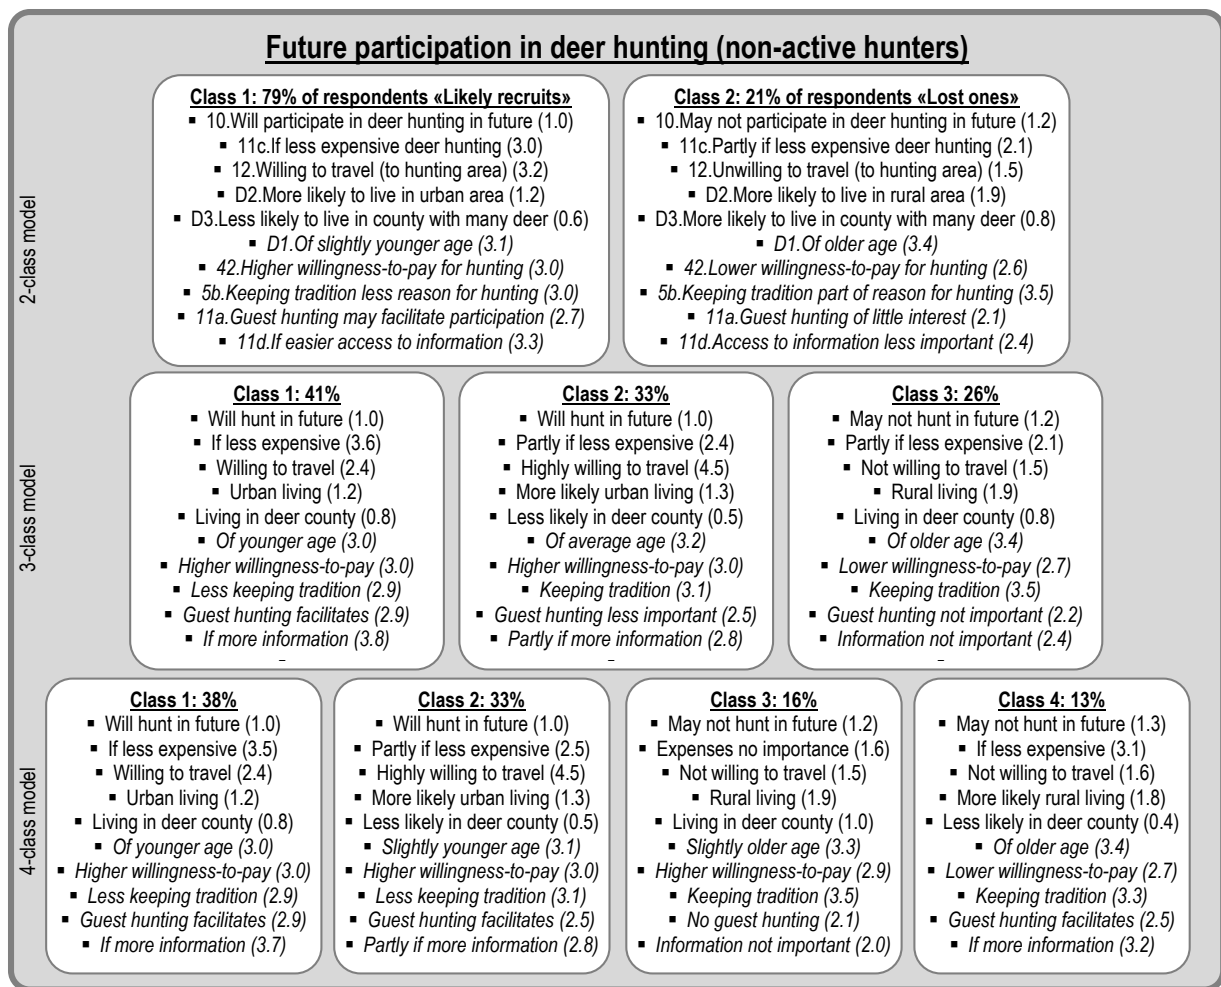 Future participation in deer hunting (non-active hunters)
2-class model
Class 1: 79% of respondents «Likely recruits»
▪ 10.Will participate in deer hunting in future (1.0)
▪ 11c.If less expensive deer hunting (3.0)
▪ 12.Willing to travel (to hunting area) (3.2)
▪ D2.More likely to live in urban area (1.2)
▪ D3.Less likely to live in county with many deer (0.6)
▪ D1.Of slightly younger age (3.1)
▪ 42.Higher willingness-to-pay for hunting (3.0)
▪ 5b.Keeping tradition less reason for hunting (3.0)
▪ 11a.Guest hunting may facilitate participation (2.7)
▪ 11d.If easier access to information (3.3)
Class 2: 21% of respondents «Lost ones»
▪ 10.May not participate in deer hunting in future (1.2)
▪ 11c.Partly if less expensive deer hunting (2.1)
▪ 12.Unwilling to travel (to hunting area) (1.5)
▪ D2.More likely to live in rural area (1.9)
▪ D3.More likely to live in county with many deer (0.8)
▪ D1.Of older age (3.4)
▪ 42.Lower willingness-to-pay for hunting (2.6)
▪ 5b.Keeping tradition part of reason for hunting (3.5)
▪ 11a.Guest hunting of little interest (2.1)
▪ 11d.Access to information less important (2.4)
3-class model
Class 1: 41%
▪ Will hunt in future (1.0)
▪ If less expensive (3.6)
▪ Willing to travel (2.4)
▪ Urban living (1.2)
▪ Living in deer county (0.8)
▪ Of younger age (3.0)
▪ Higher willingness-to-pay (3.0)
▪ Less keeping tradition (2.9)
▪ Guest hunting facilitates (2.9)
▪ If more information (3.8)
Class 2: 33%
▪ Will hunt in future (1.0)
▪ Partly if less expensive (2.4)
▪ Highly willing to travel (4.5)
▪ More likely urban living (1.3)
▪ Less likely in deer county (0.5)
▪ Of average age (3.2)
▪ Higher willingness-to-pay (3.0)
▪ Keeping tradition (3.1)
▪ Guest hunting less important (2.5)
▪ Partly if more information (2.8)
Class 3: 26%
▪ May not hunt in future (1.2)
▪ Partly if less expensive (2.1)
▪ Not willing to travel (1.5)
▪ Rural living (1.9)
▪ Living in deer county (0.8)
▪ Of older age (3.4)
▪ Lower willingness-to-pay (2.7)
▪ Keeping tradition (3.5)
▪ Guest hunting not important (2.2)
▪ Information not important (2.4)
4-class model
Class 1: 38%
▪ Will hunt in future (1.0)
▪ If less expensive (3.5)
▪ Willing to travel (2.4)
▪ Urban living (1.2)
▪ Living in deer county (0.8)
▪ Of younger age (3.0)
▪ Higher willingness-to-pay (3.0)
▪ Less keeping tradition (2.9)
▪ Guest hunting facilitates (2.9)
▪ If more information (3.7)
Class 2: 33%
▪ Will hunt in future (1.0)
▪ Partly if less expensive (2.5)
▪ Highly willing to travel (4.5)
▪ More likely urban living (1.3)
▪ Less likely in deer county (0.5)
▪ Slightly younger age (3.1)
▪ Higher willingness-to-pay (3.0)
▪ Less keeping tradition (3.1)
▪ Guest hunting facilitates (2.5)
▪ Partly if more information (2.8)
Class 3: 16%
▪ May not hunt in future (1.2)
▪ Expenses no importance (1.6)
▪ Not willing to travel (1.5)
▪ Rural living (1.9)
▪ Living in deer county (1.0)
▪ Slightly older age (3.3)
▪ Higher willingness-to-pay (2.9)
▪ Keeping tradition (3.5)
▪ No guest hunting (2.1)
▪ Information not important (2.0)
Class 4: 13%
▪ May not hunt in future (1.3)
▪ If less expensive (3.1)
▪ Not willing to travel (1.6)
▪ More likely rural living (1.8)
▪ Less likely in deer county (0.4)
▪ Of older age (3.4)
▪ Lower willingness-to-pay (2.7)
▪ Keeping tradition (3.3)
▪ Guest hunting facilitates (2.5)
▪ If more information (3.2)